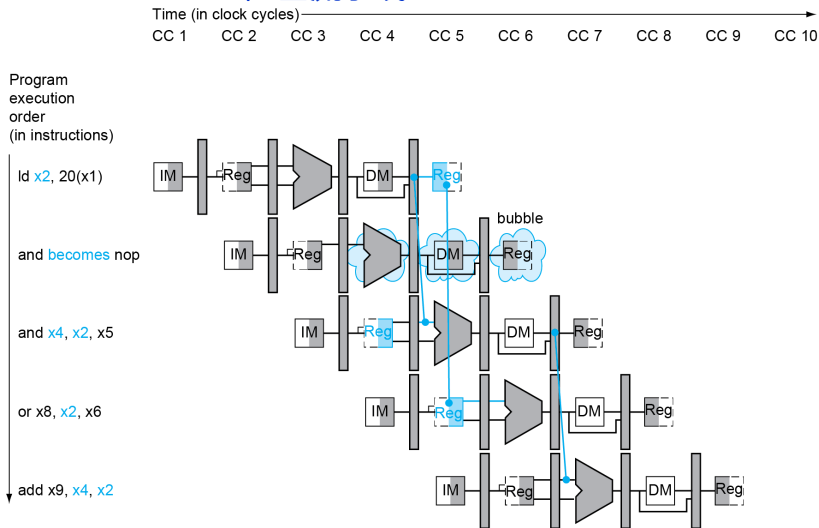 Time (in clock cycles)
CC 1 CC 2 CC 3 CC 4 CC 5 CC 6 CC 7 CC 8 CC 9 CC 10
Program
execution
order
(in instructions)
ld x2, 20(x1)
IM Reg DM Reg
bubble
and becomes nop
IM Reg DM Reg
and x4, x2, x5
IM Reg DM Reg
or x8, x2, x6
IM Reg DM Reg
add x9, x4, x2
IM Reg DM Reg